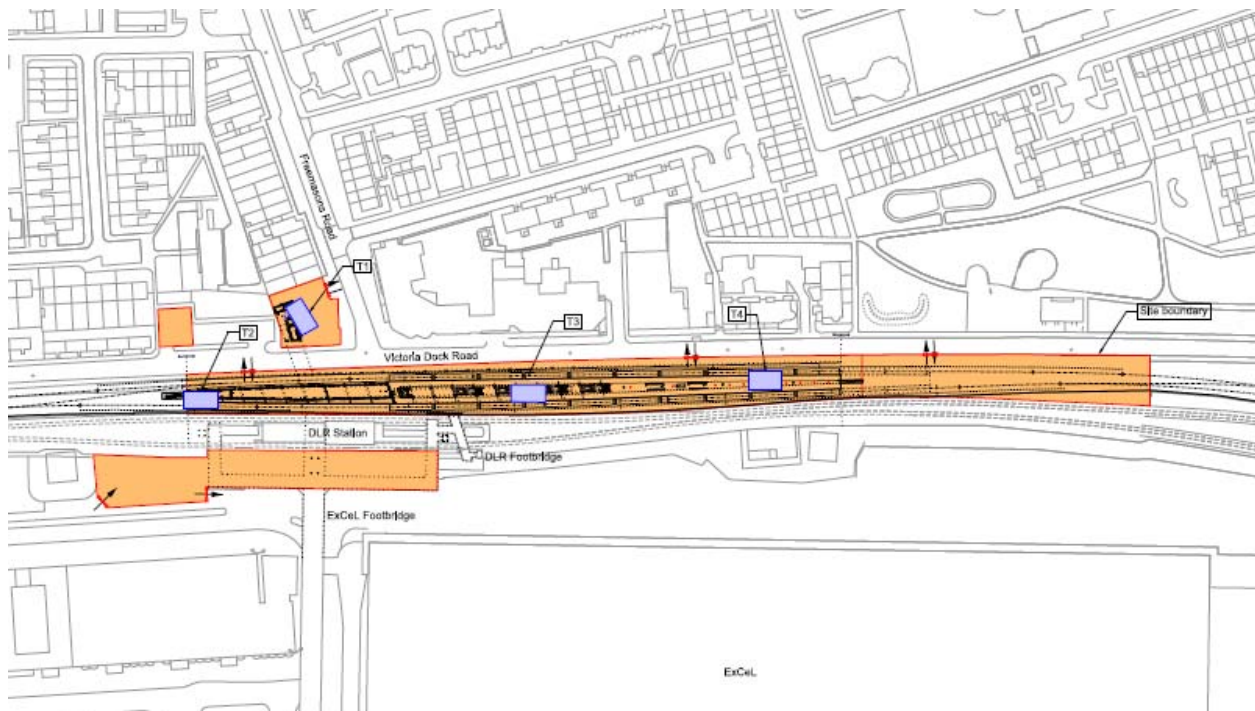 Freemasons Road
T1
T4
T3
Site boundary
T2
Victoria Dock Road
DLR Station
DLR Footbridge
ExCeL Footbridge
ExCeL